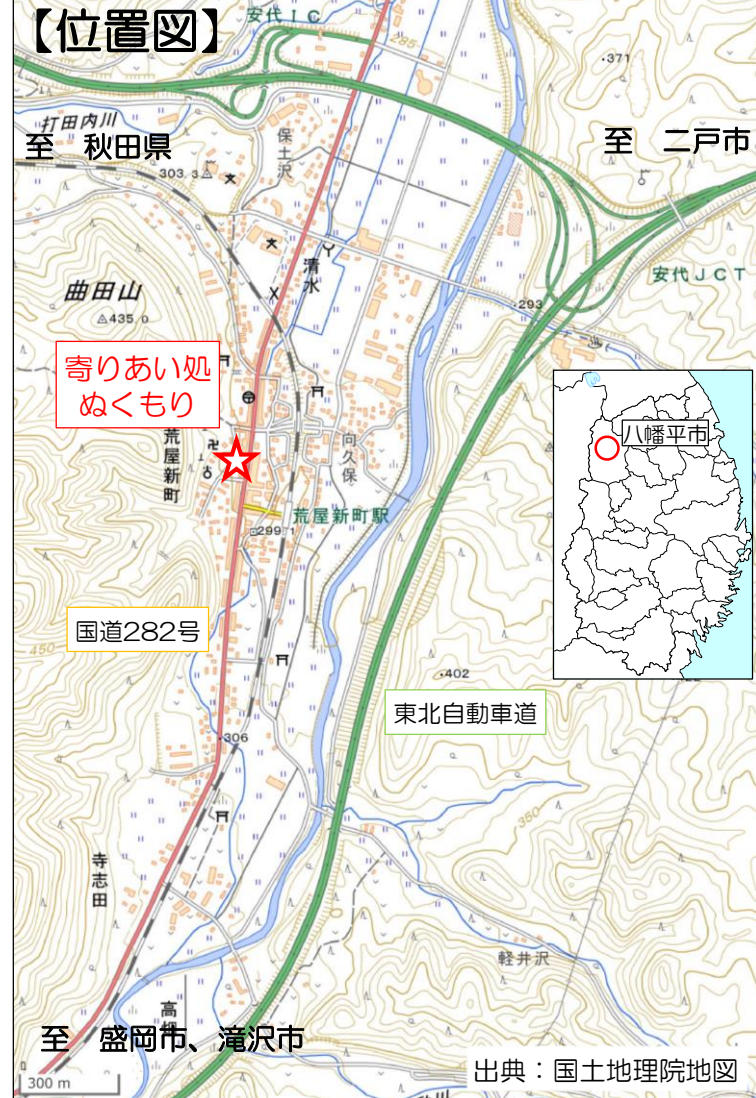 【位置図】
安代IC
285
・371
打田内川
至 秋田県
至 二戸市
保土沢
303.3
清水
安代JCT
曲田山
435.0
・293
寄りあい処
ぬくもり
八幡平市
荒屋新町
向久保
荒屋新町駅
299.1
国道282号
450
・402
東北自動車道
・306
350
寺志田
軽井沢
至 盛岡市、滝沢市
300 m
出典：国土地理院地図